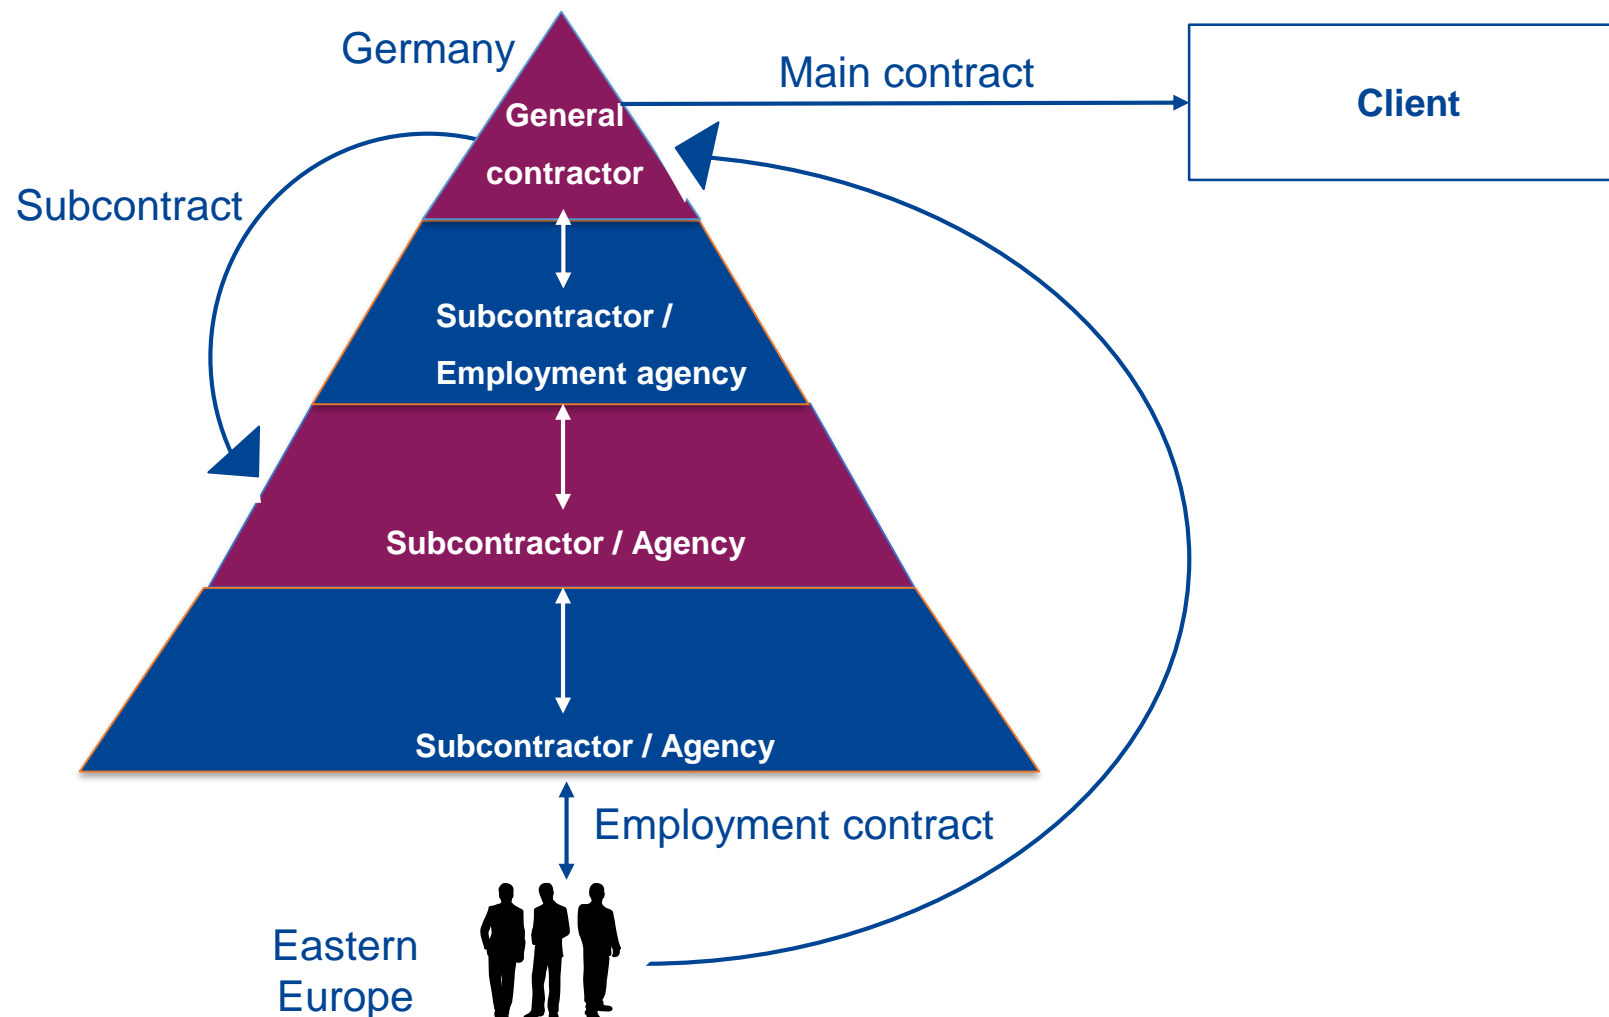 Germany
Main contract
Client
General
contractor
Subcontract
Subcontractor /
Employment agency
Subcontractor / Agency
Subcontractor / Agency
Employment contract
Eastern
Europe